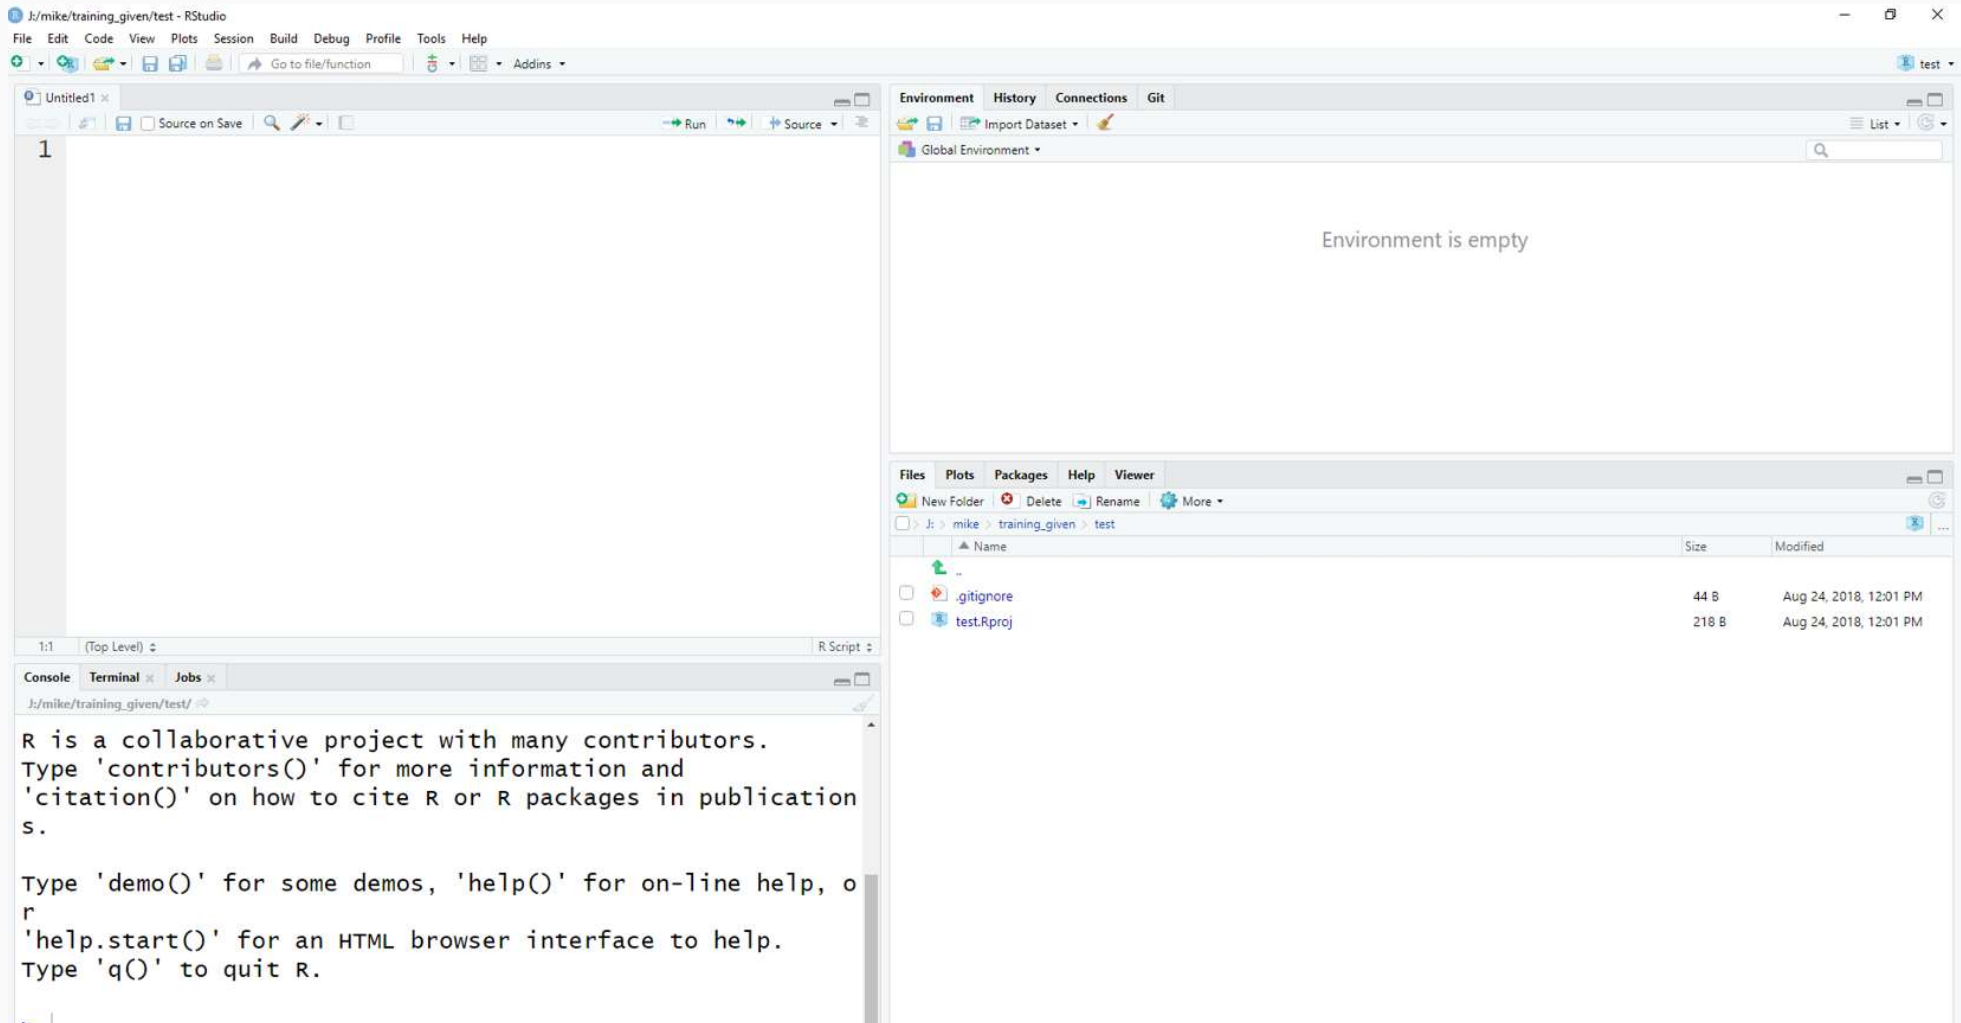 J:/mike/training_given/test - RStudio
File Edit Code View Plots Session Build Debug Profile Tools Help
Go to file/function Addins test
Untitled1
Source on Save Run Source
1
1:1 (Top Level) R Script
Console Terminal Jobs
J:/mike/training_given/test/
R is a collaborative project with many contributors.
Type 'contributors()' for more information and
'citation()' on how to cite R or R packages in publication
s.
Type 'demo()' for some demos, 'help()' for on-line help, o
r
'help.start()' for an HTML browser interface to help.
Type 'q()' to quit R.
Environment History Connections Git
Import Dataset List
Global Environment
Environment is empty
Files Plots Packages Help Viewer
New Folder Delete Rename More
J: mike training_given test ...
Name Size Modified
..
.gitignore 44 B Aug 24, 2018, 12:01 PM
test.Rproj 218 B Aug 24, 2018, 12:01 PM